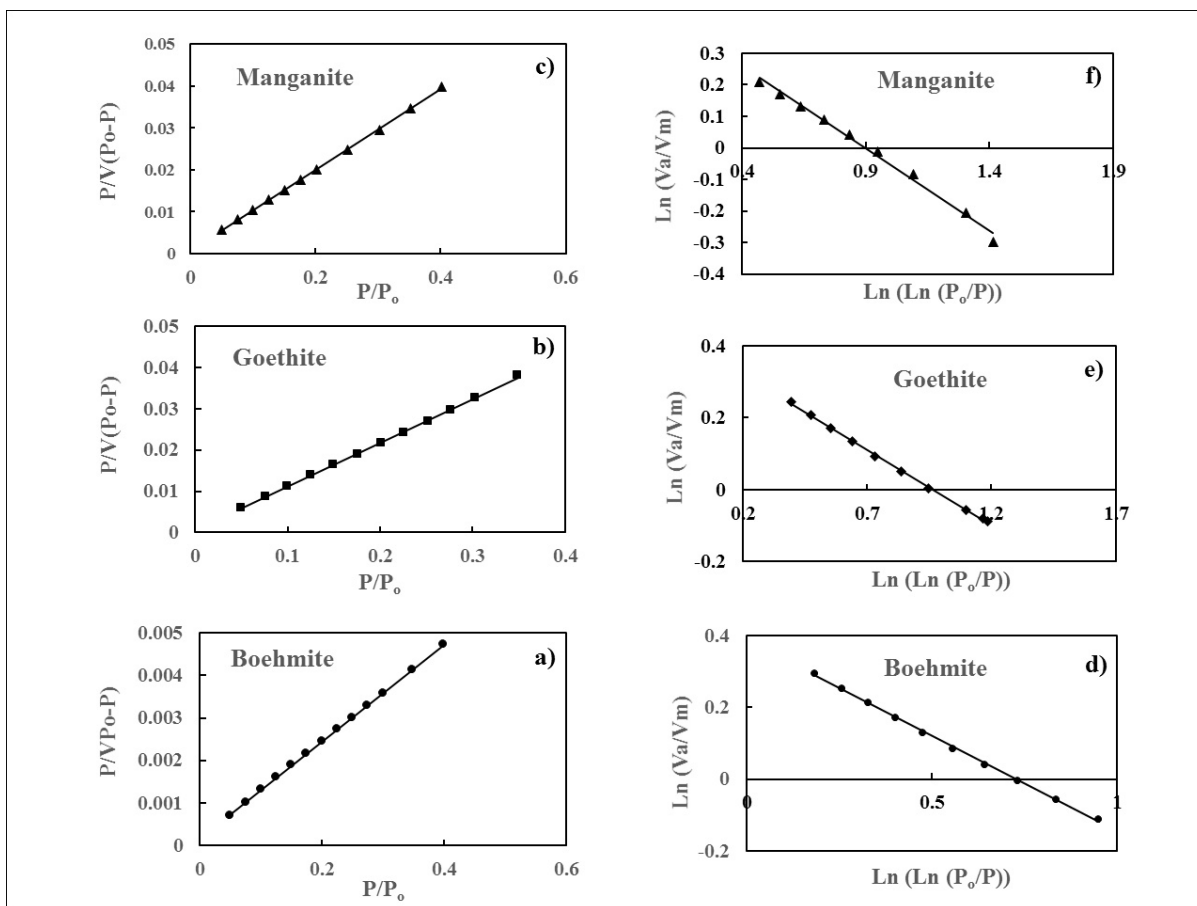 Manganite
c)
P/V(Po-P)
0.05
0.04
0.03
0.02
0.01
0
0 0.2 0.4 0.6
P/Po
Manganite
f)
Ln (Va/Vm)
0.3
0.2
0.1
0
-0.1
-0.2
-0.3
-0.4
0.4 0.9 1.4 1.9
Ln (Ln (Po/P))
Goethite
b)
P/V(Po-P)
0.05
0.04
0.03
0.02
0.01
0
0 0.1 0.2 0.3 0.4
P/Po
Goethite
e)
Ln (Va/Vm)
0.4
0.2
0
-0.2
0.2 0.7 1.2 1.7
Ln (Ln (Po/P))
Boehmite
a)
P/VPo-P)
0.005
0.004
0.003
0.002
0.001
0
0 0.2 0.4 0.6
P/Po
Boehmite
d)
Ln (Va/Vm)
0.4
0.2
0
-0.2
0 0.5 1
Ln (Ln (Po/P))